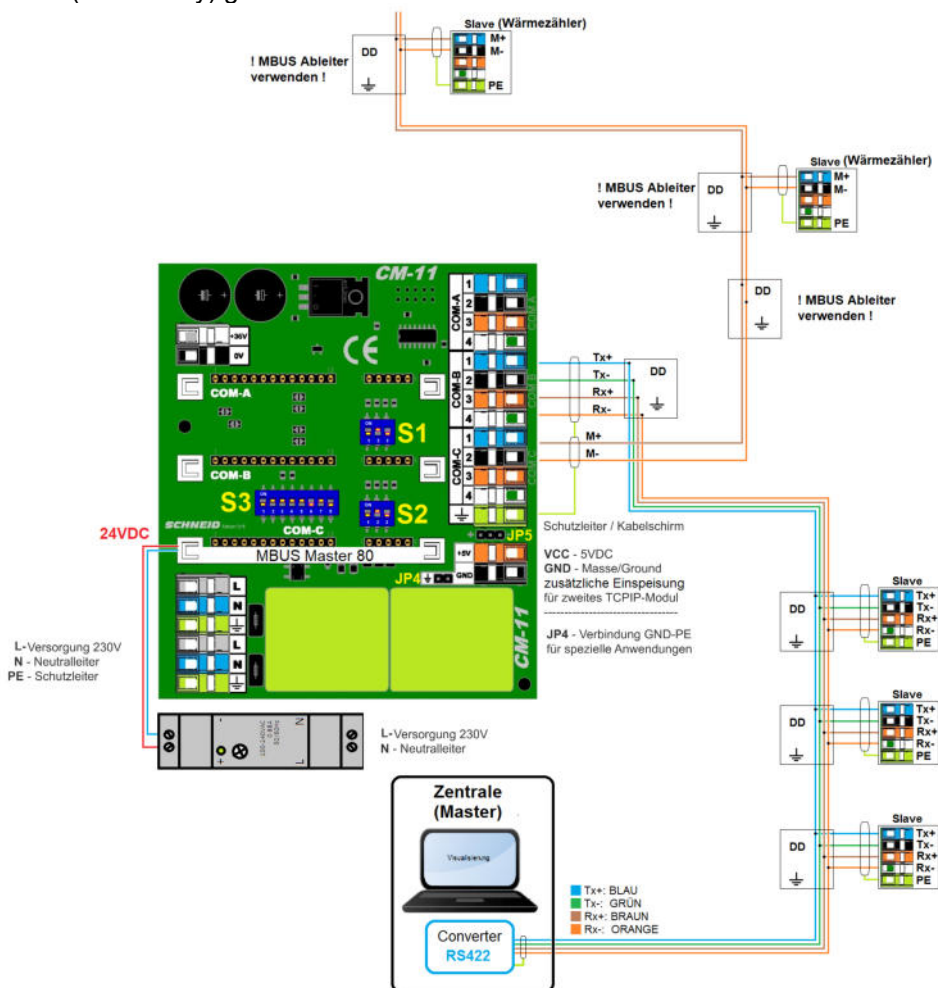 Slave (Wärmezähler)
M+
M-
PE
DD
! MBUS Ableiter
verwenden !
Slave (Wärmezähler)
M+
M-
PE
DD
! MBUS Ableiter
verwenden !
DD
! MBUS Ableiter
verwenden !
CM-11
+36V
0V
COM-A
1
2
3
4
COM-B
1
2
3
4
COM-C
1
2
3
4
COM-A
COM-B
COM-C
S1
S2
S3
ON
ON
ON
CE
SCHNEID
MBUS Master 80
JP5
+5V
GND
JP4
L
N
L
N
CM-11
Tx+
Tx-
Rx+
Rx-
DD
M+
M-
24VDC
Schutzleiter / Kabelschirm
VCC - 5VDC
GND - Masse/Ground
zusätzliche Einspeisung
für zweites TCPIP-Modul
JP4 - Verbindung GND-PE
für spezielle Anwendungen
L-Versorgung 230V
N - Neutralleiter
PE - Schutzleiter
L-Versorgung 230V
N - Neutralleiter
Slave
Tx+
Tx-
Rx+
Rx-
PE
DD
Slave
Tx+
Tx-
Rx+
Rx-
PE
DD
Slave
Tx+
Tx-
Rx+
Rx-
PE
DD
Zentrale
(Master)
Visualisierung
Converter
RS422
Tx+: BLAU
Tx-: GRÜN
Rx+: BRAUN
Rx-: ORANGE